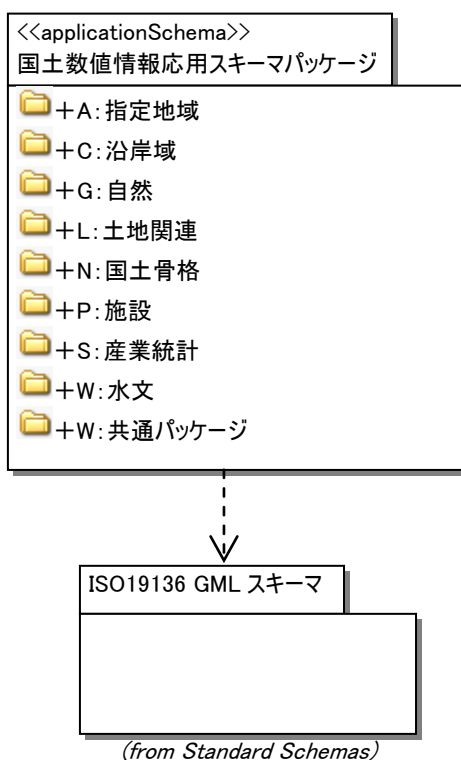 <<applicationSchema>>
国土数値情報応用スキーマパッケージ
＋A:指定地域
＋C:沿岸域
＋G:自然
＋L:土地関連
＋N:国土骨格
＋P:施設
＋S:産業統計
＋W:水文
＋W:共通パッケージ
ISO19136 GML スキーマ
(from Standard Schemas)